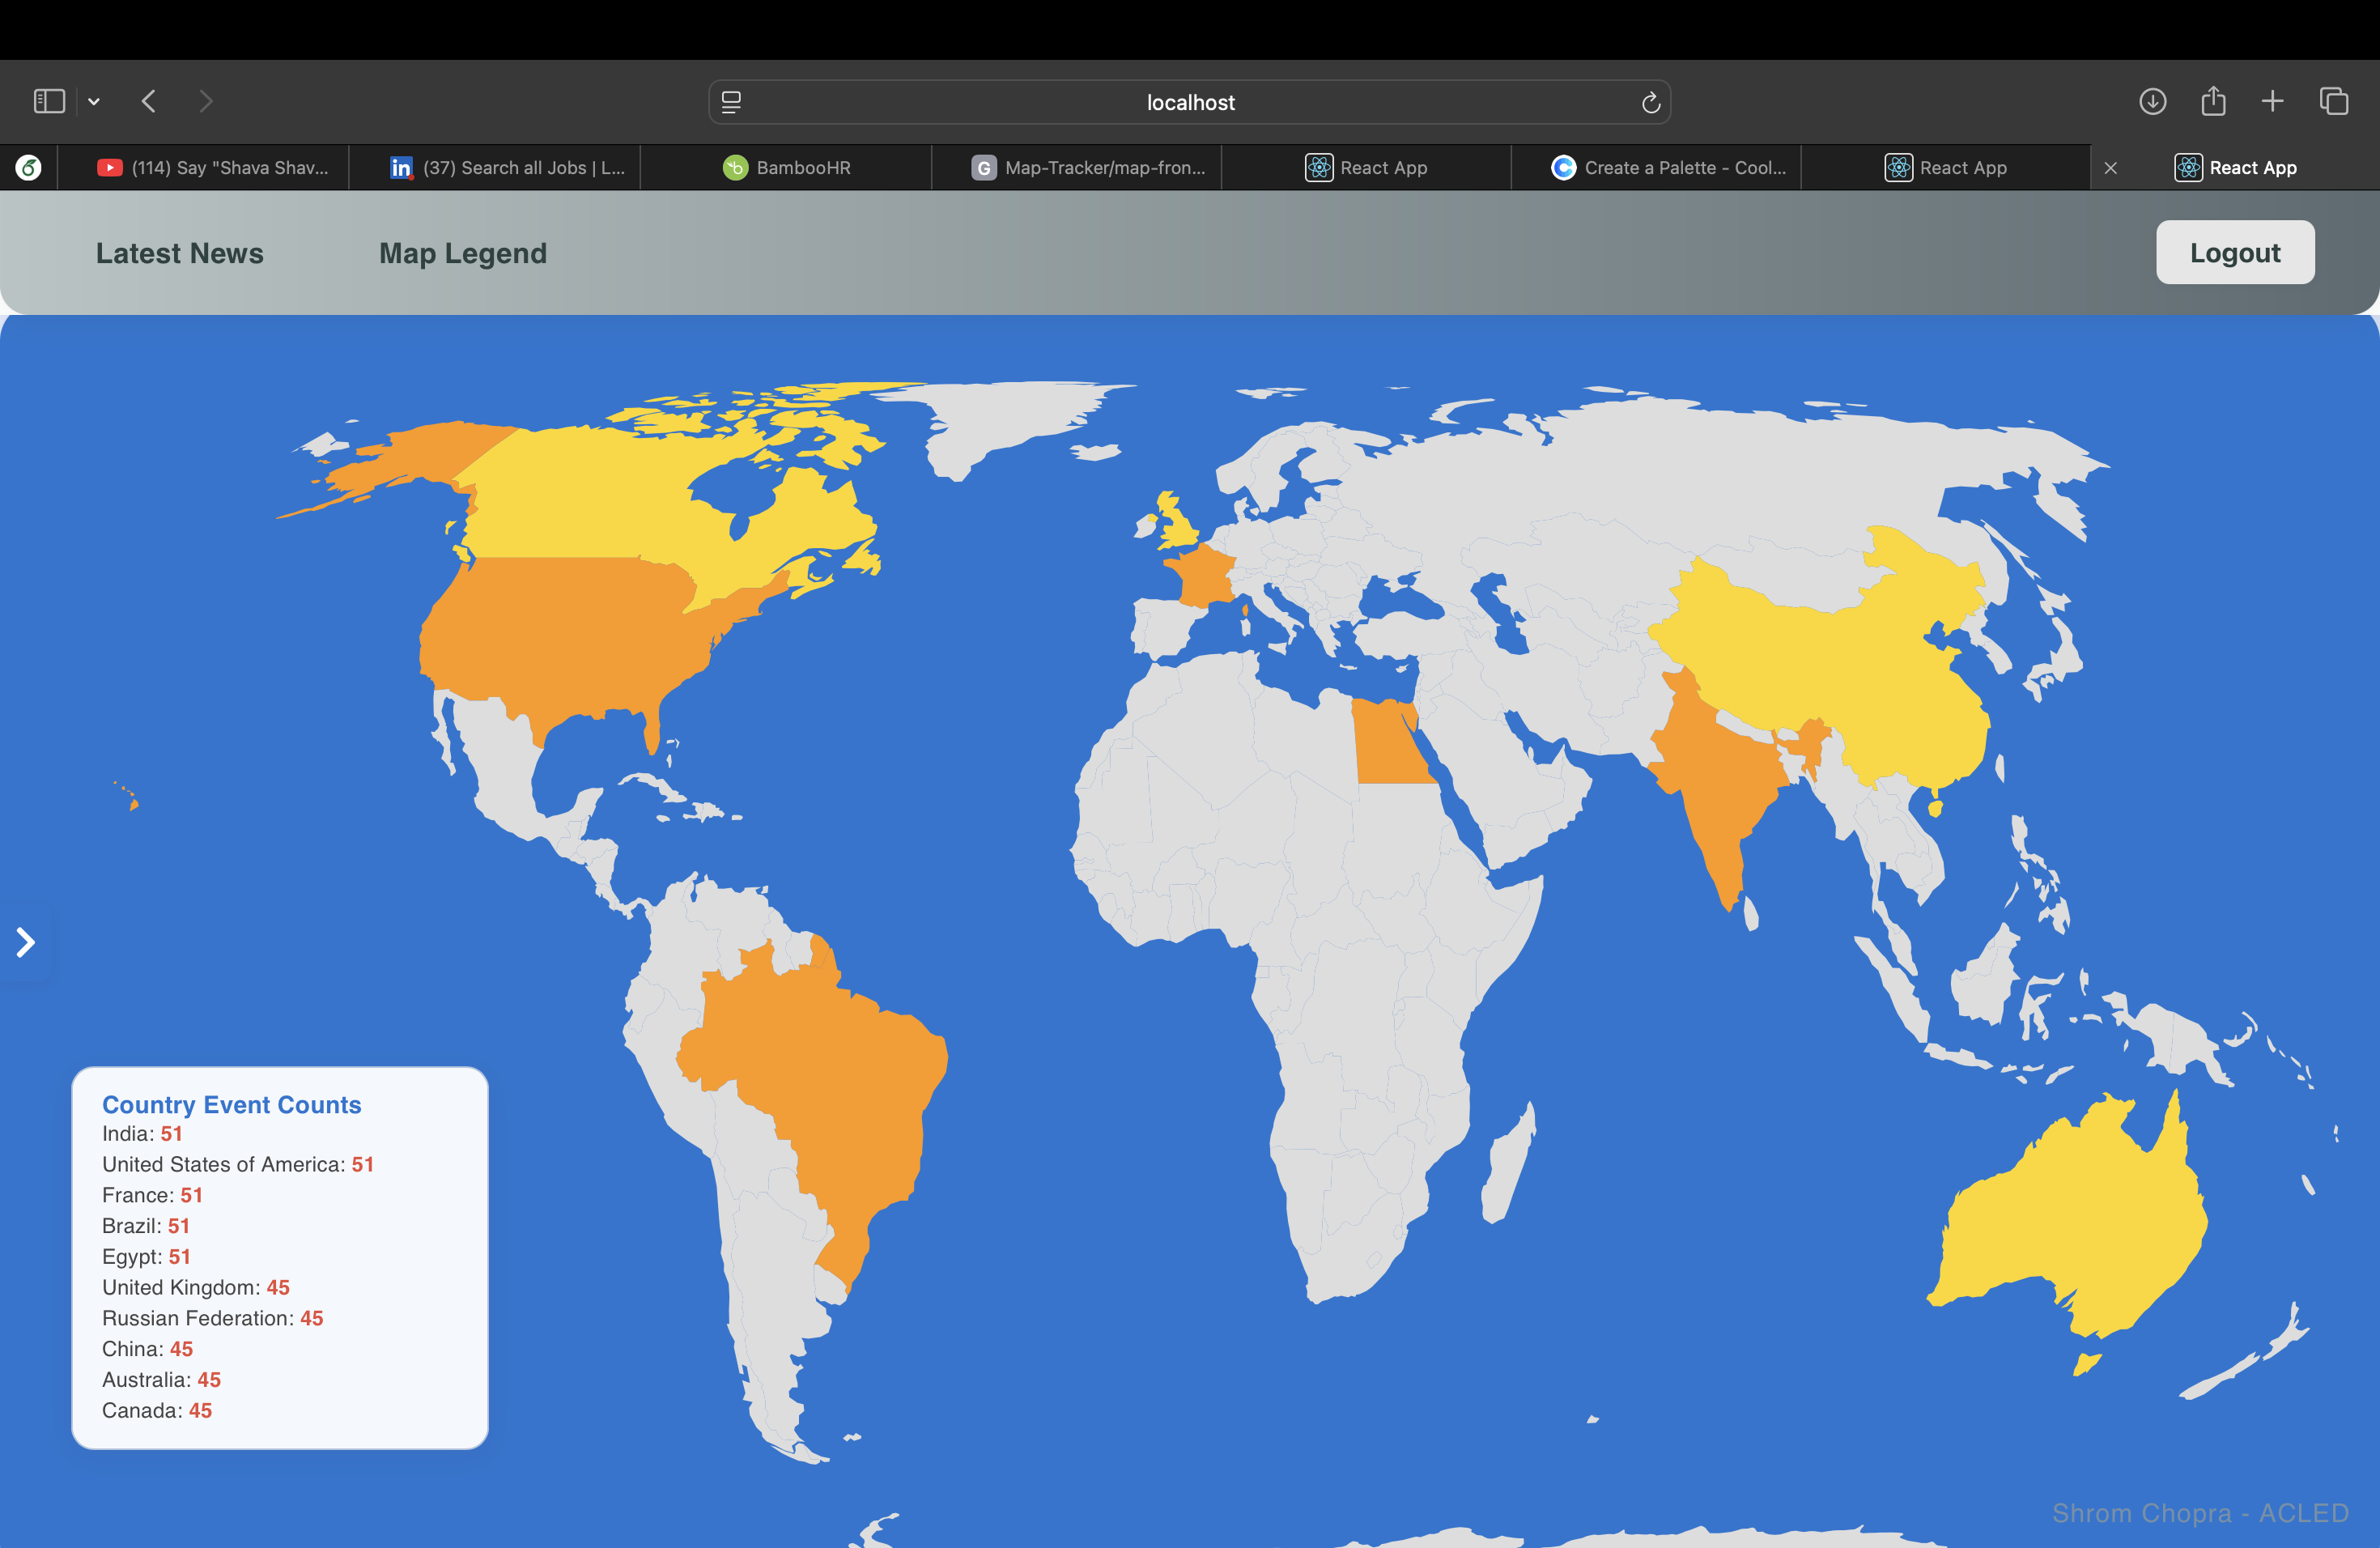 localhost
(114) Say "Shava Shav...
(37) Search all Jobs | L...
BambooHR
G Map-Tracker/map-fron...
React App
Create a Palette - Cool...
React App
React App
Latest News
Map Legend
Logout
Country Event Counts
India: 51
United States of America: 51
France: 51
Brazil: 51
Egypt: 51
United Kingdom: 45
Russian Federation: 45
China: 45
Australia: 45
Canada: 45
Shrom Chopra - ACLED